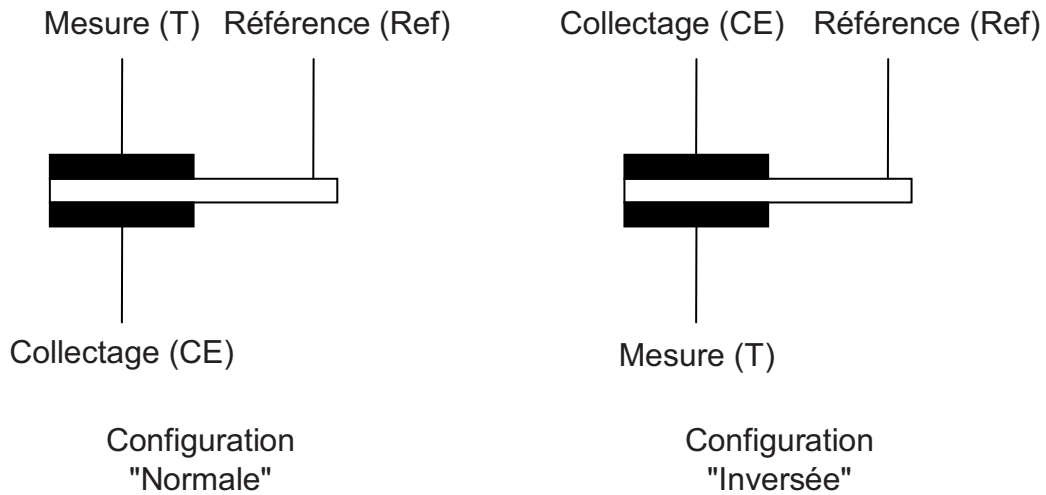 Mesure (T) Référence (Ref)
Collectage (CE)
Configuration
"Normale"
Collectage (CE) Référence (Ref)
Mesure (T)
Configuration
"Inversée"